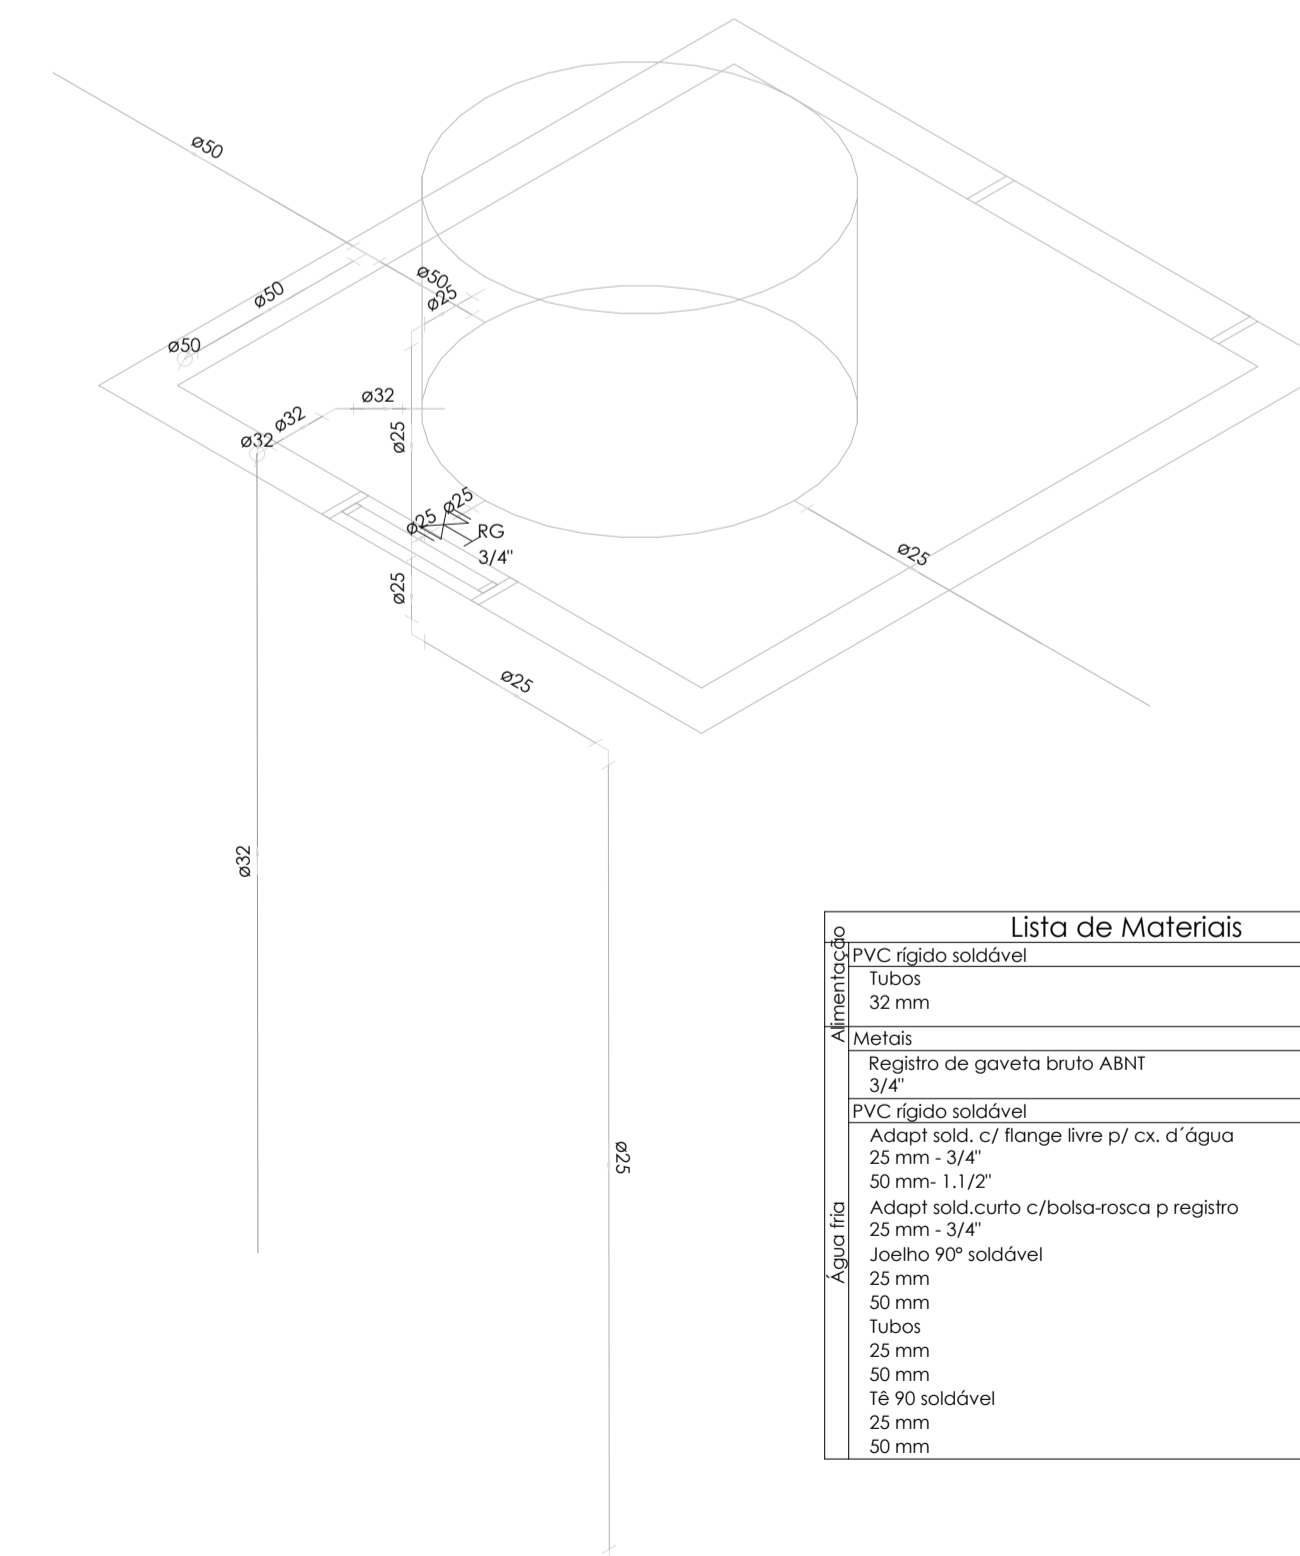 ø50
ø50
ø25
ø50
ø50
ø32
ø32
ø32
ø25
ø25
ø25
RG
3/4"
ø25
ø25
ø25
ø32
ø25
Lista de Materiais
Alimentação
PVC rígido soldável
Tubos
32 mm
Água fria
Metais
Registro de gaveta bruto ABNT
3/4"
PVC rígido soldável
Adapt sold. c/ flange livre p/ cx. d´água
25 mm - 3/4"
50 mm- 1.1/2"
Adapt sold.curto c/bolsa-rosca p registro
25 mm - 3/4"
Joelho 90° soldável
25 mm
50 mm
Tubos
25 mm
50 mm
Tê 90 soldável
25 mm
50 mm